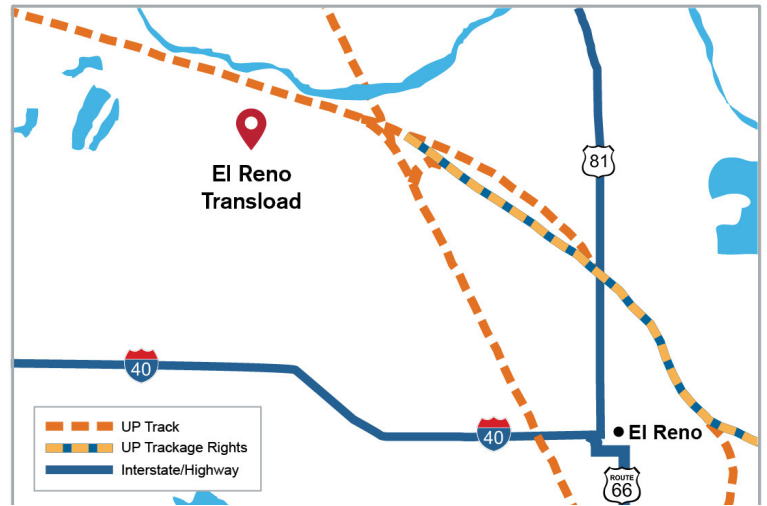 81
El Reno
Transload
40
40
El Reno
ROUTE
66
UP Track
UP Trackage Rights
Interstate/Highway